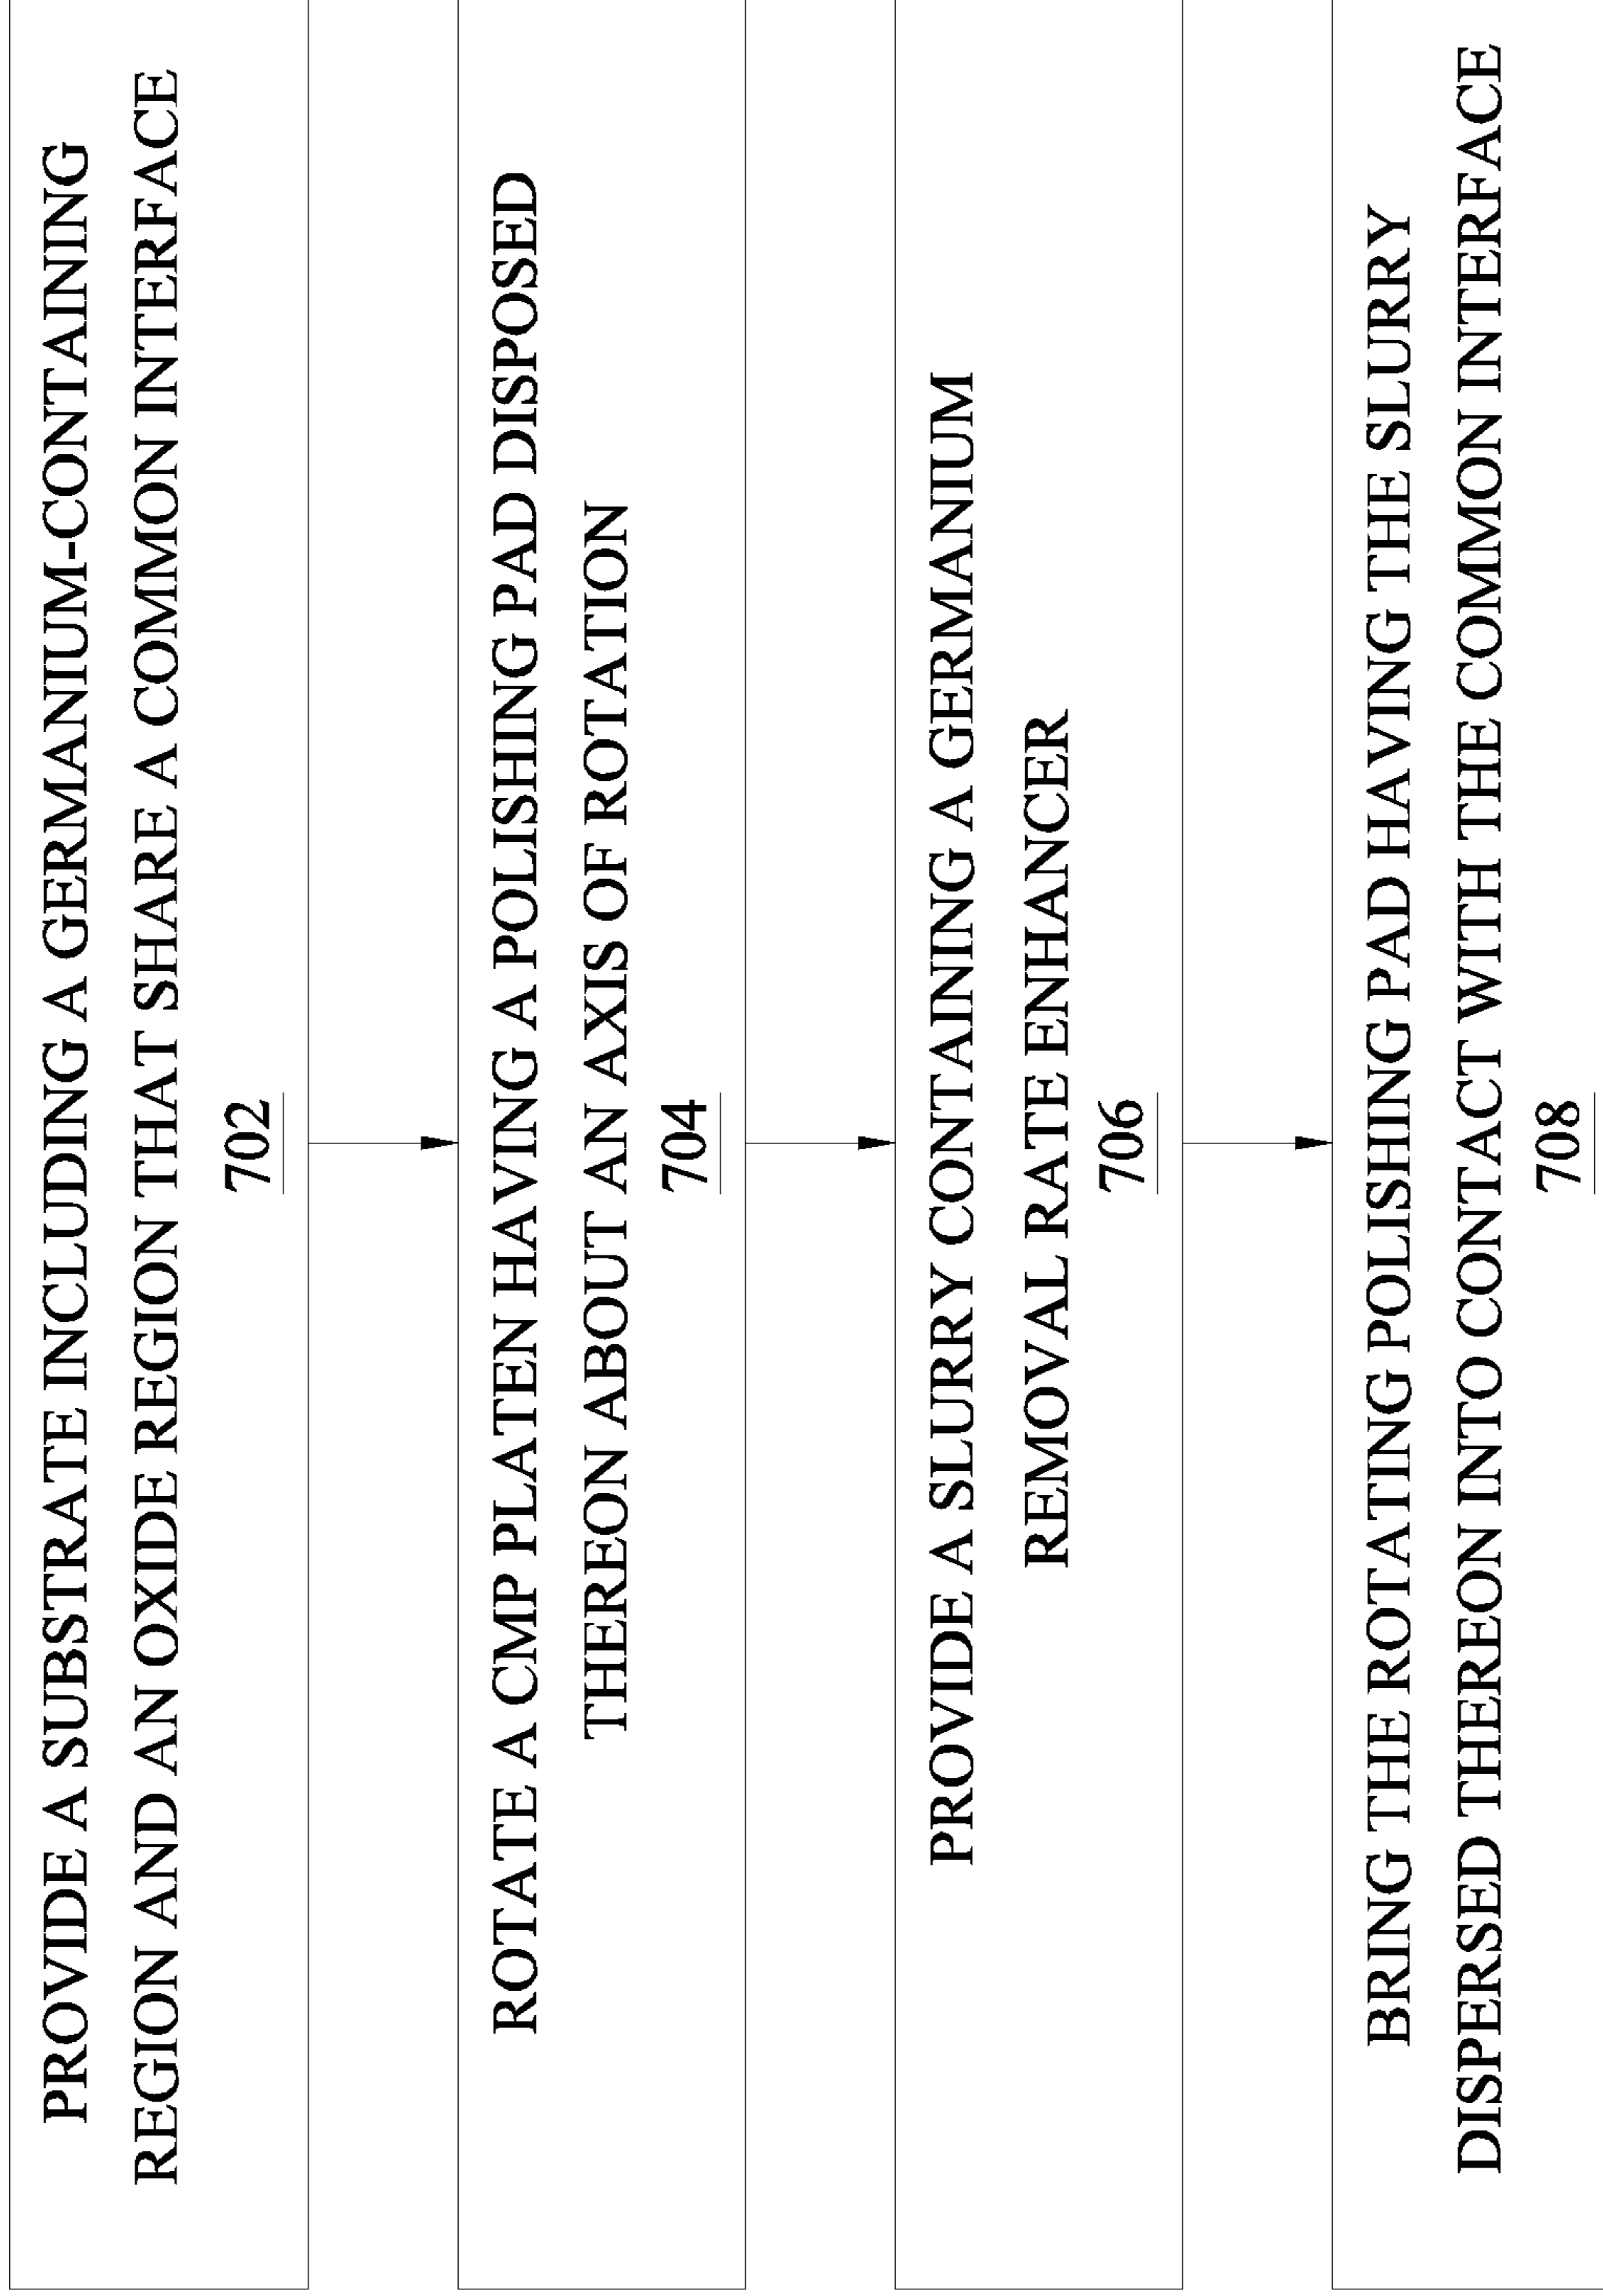 PROVIDE A SUBSTRATE INCLUDING A GERMANIUM-CONTAINING
REGION AND AN OXIDE REGION THAT SHARE A COMMON INTERFACE
702
ROTATE A CMP PLATEN HAVING A POLISHING PAD DISPOSED
THEREON ABOUT AN AXIS OF ROTATION
704
PROVIDE A SLURRY CONTAINING A GERMANIUM
REMOVAL RATE ENHANCER
706
BRING THE ROTATING POLISHING PAD HAVING THE SLURRY
DISPERSED THEREON INTO CONTACT WITH THE COMMON INTERFACE
708